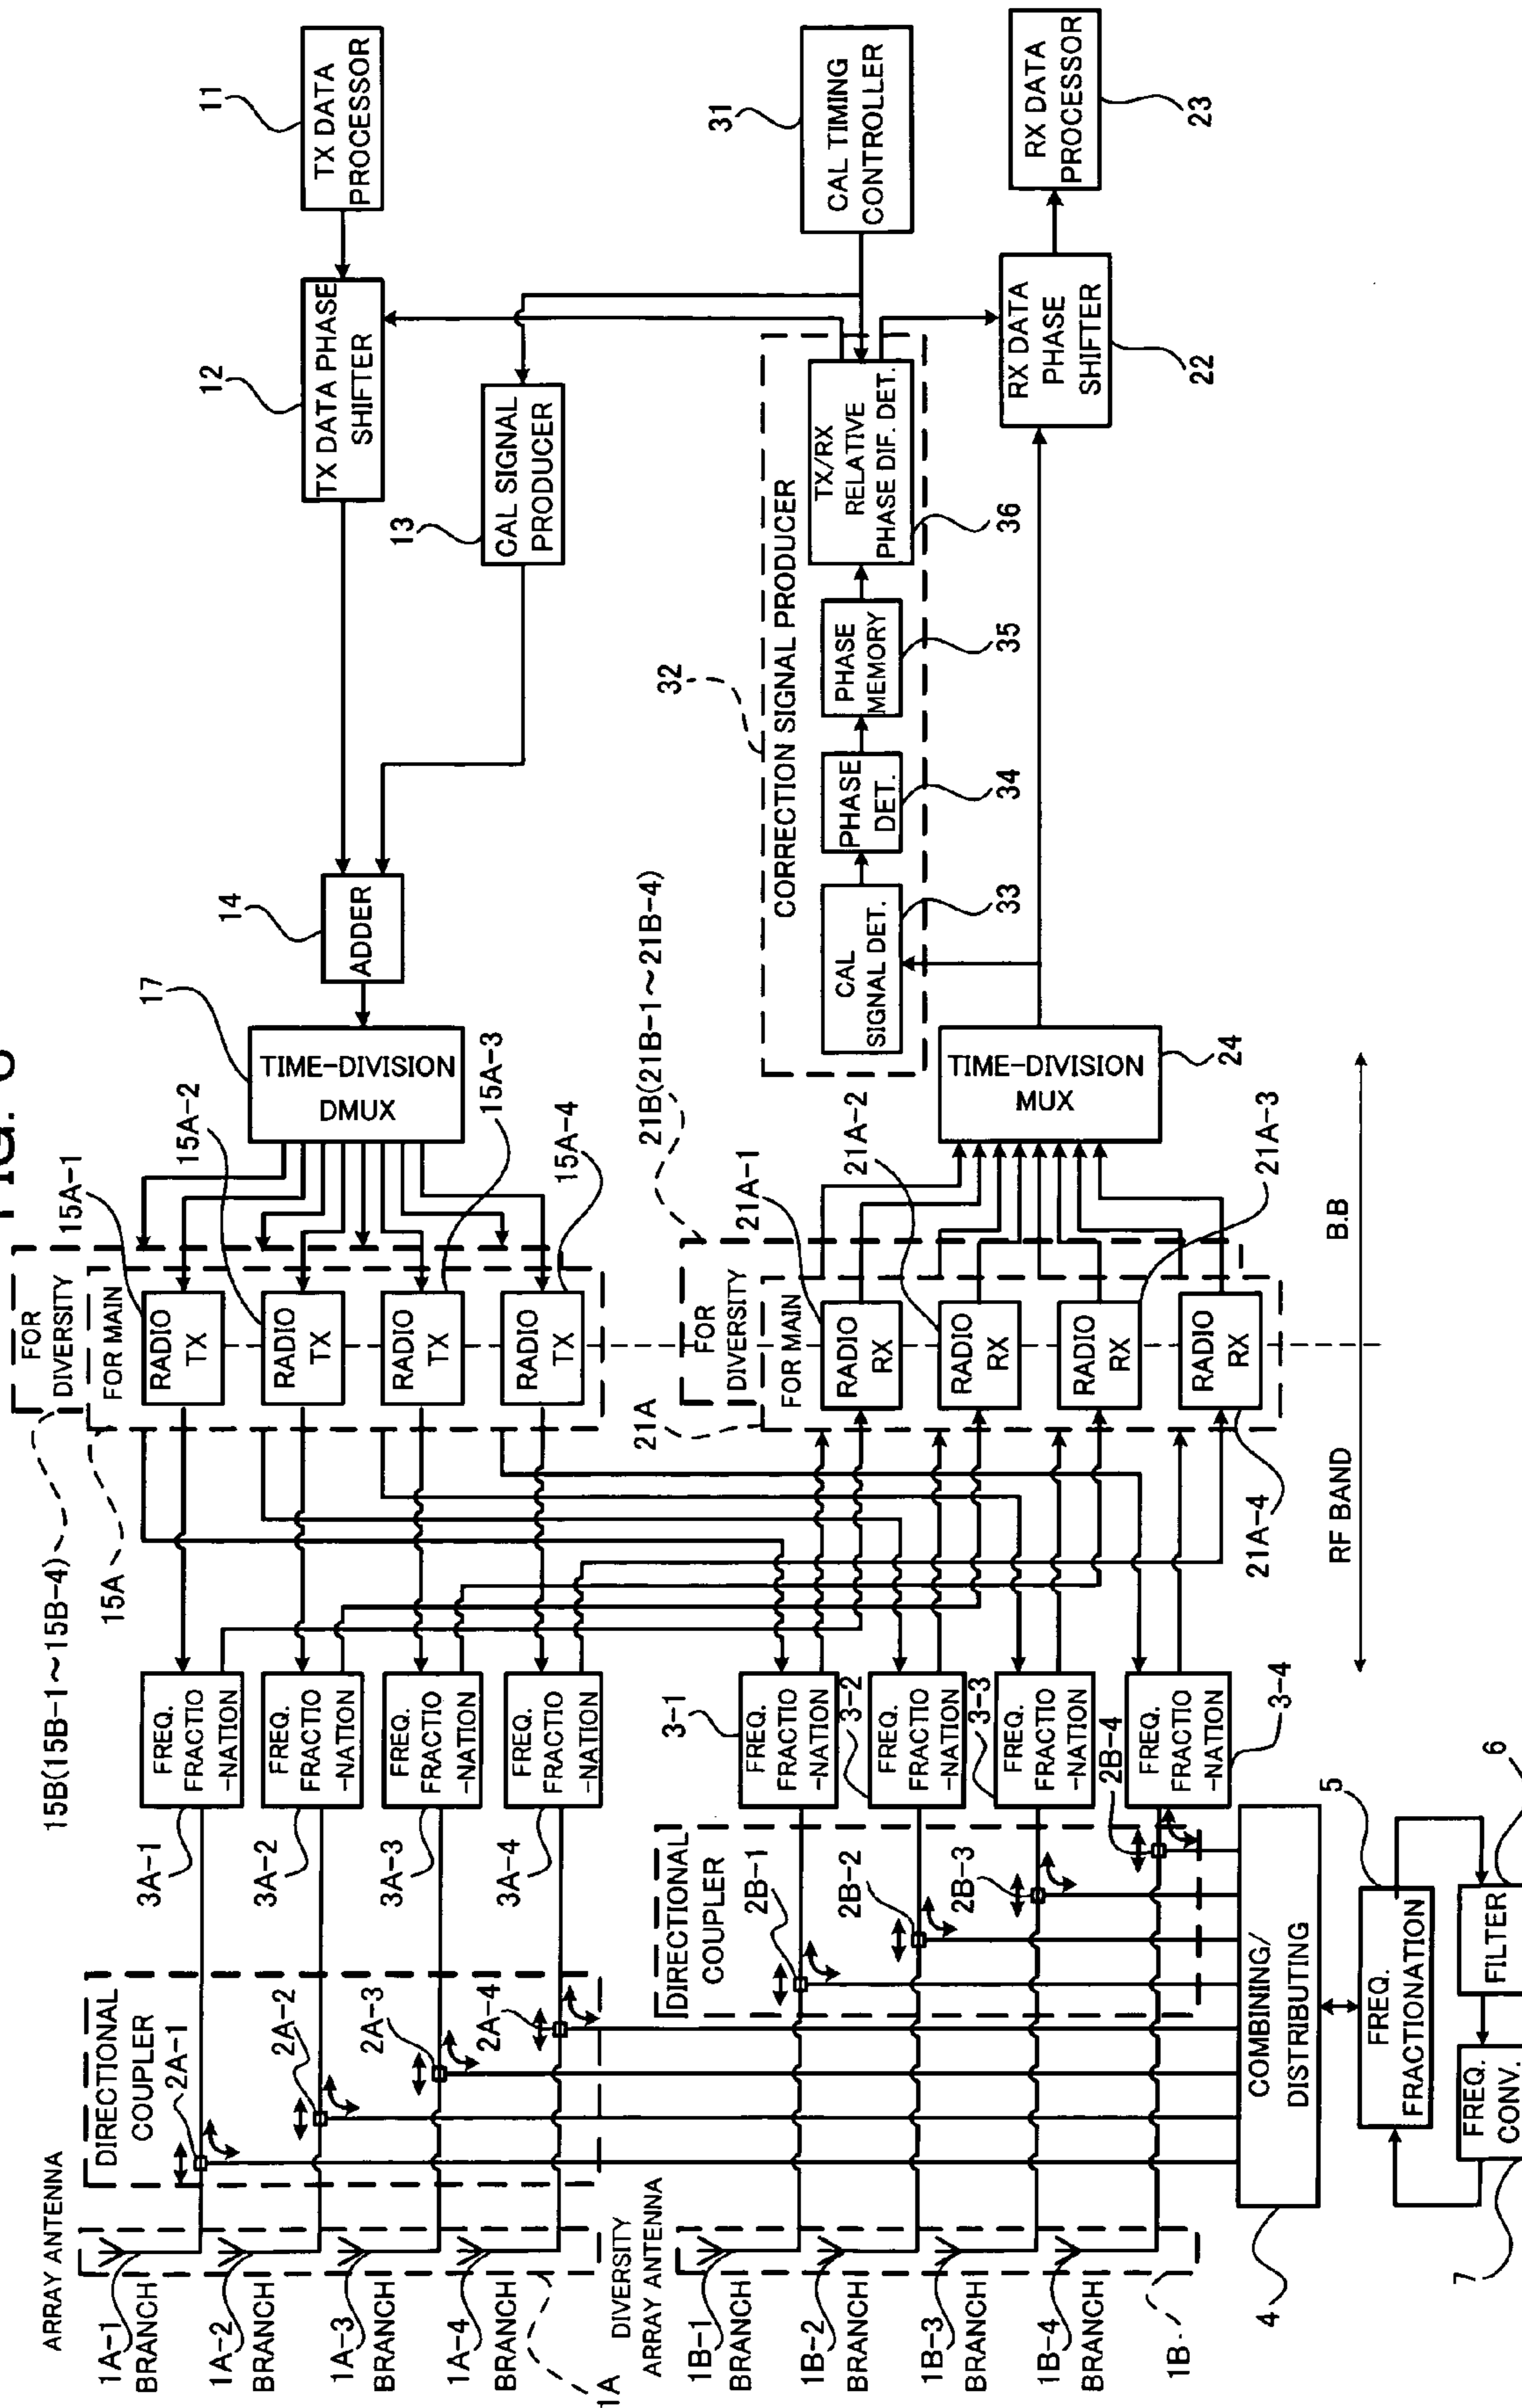 FIG.
ARRAY ANTENNA
1A-1
BRANCH
1A-2
BRANCH
1A-3
BRANCH
1A-4
BRANCH
1A
DIRECTIONAL
COUPLER
2A-1
2A-2
2A-3
2A-4
3A-1
3A-2
3A-3
3A-4
FREQ.
FRACTIO
-NATION
FREQ.
FRACTIO
-NATION
FREQ.
FRACTIO
-NATION
FREQ.
FRACTIO
-NATION
15B(15B-1～15B-4)
15A
FOR
DIVERSITY
FOR MAIN
RADIO
TX
RADIO
TX
RADIO
TX
RADIO
TX
15A-1
15A-2
15A-3
15A-4
17
TIME-DIVISION
DMUX
14
ADDER
12
TX DATA PHASE
SHIFTER
11
TX DATA
PROCESSOR
13
CAL SIGNAL
PRODUCER
DIVERSITY
ARRAY ANTENNA
1B-1
BRANCH
1B-2
BRANCH
1B-3
BRANCH
1B-4
BRANCH
1B
DIRECTIONAL
COUPLER
2B-1
2B-2
2B-3
2B-4
3-1
3-2
3-3
3-4
FREQ.
FRACTIO
-NATION
FREQ.
FRACTIO
-NATION
FREQ.
FRACTIO
-NATION
FREQ.
FRACTIO
-NATION
21A
FOR
DIVERSITY
FOR MAIN
RADIO
RX
RADIO
RX
RADIO
RX
RADIO
RX
21B(21B-1～21B-4)
21A-1
21A-2
21A-3
21A-4
TIME-DIVISION
MUX
24
32
CORRECTION SIGNAL PRODUCER
CAL
SIGNAL DET.
33
PHASE
DET.
34
PHASE
MEMORY
35
TX/RX
RELATIVE
PHASE DIF. DET.
36
31
CAL TIMING
CONTROLLER
RX DATA
PHASE
SHIFTER
22
RX DATA
PROCESSOR
23
COMBINING/
DISTRIBUTING
4
FREQ.
FRACTIONATION
5
FILTER
6
FREQ.
CONV.
7
RF BAND
B.B